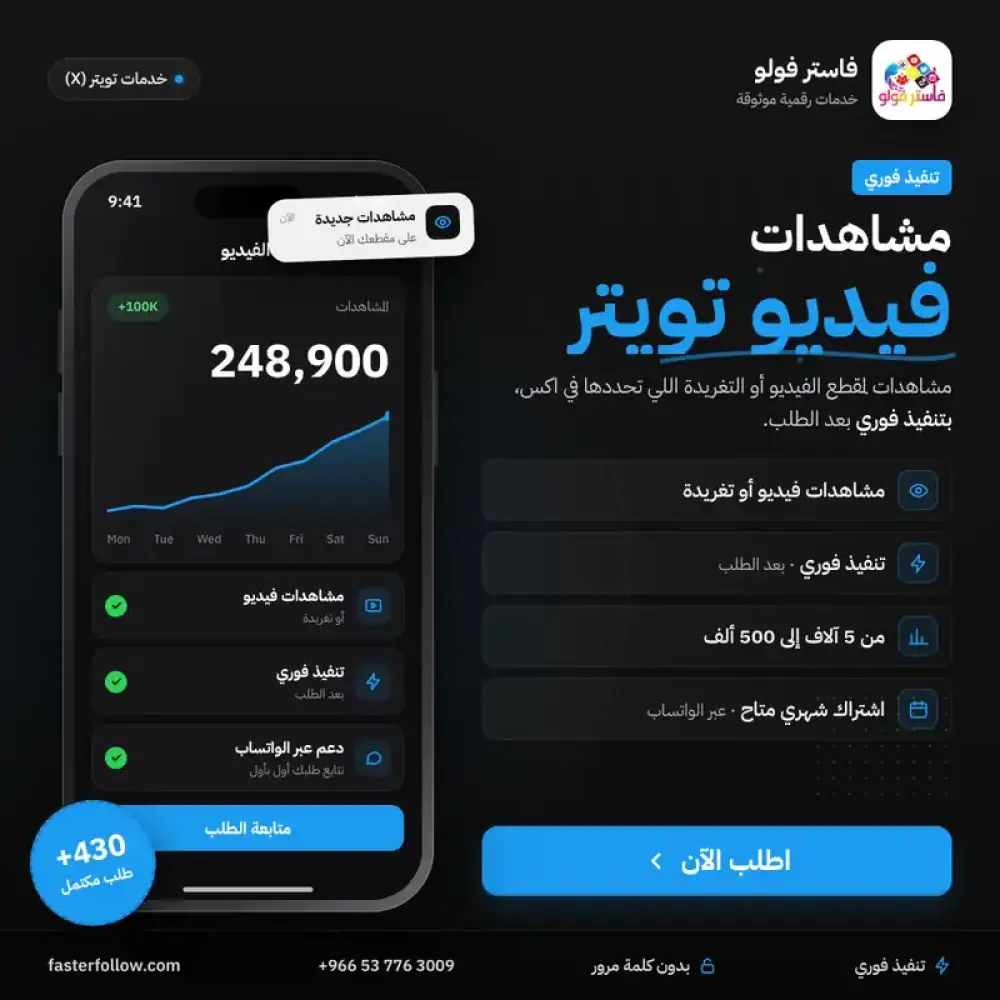 فاستر فولو
فاستر فولو
خدمات رقمية موثوقة
خدمات تويتر (X)
تنفيذ فوري
مشاهدات
فيديو تويتر
مشاهدات لمقطع الفيديو أو التغريدة اللي تحددها في اكس،
بتنفيذ فوري بعد الطلب.
مشاهدات فيديو أو تغريدة
تنفيذ فوري · بعد الطلب
من 5 آلاف إلى 500 ألف
اشتراك شهري متاح · عبر الواتساب
اطلب الآن
9:41
مشاهدات جديدة
الآن
على مقطعك الآن
الفيديو
المشاهدات
+100K
248,900
Mon Tue Wed Thu Fri Sat Sun
مشاهدات فيديو
أو تغريدة
تنفيذ فوري
بعد الطلب
دعم عبر الواتساب
نتابع طلبك أول بأول
متابعة الطلب
+430
طلب مكتمل
تنفيذ فوري
بدون كلمة مرور
+966 53 776 3009
fasterfollow.com